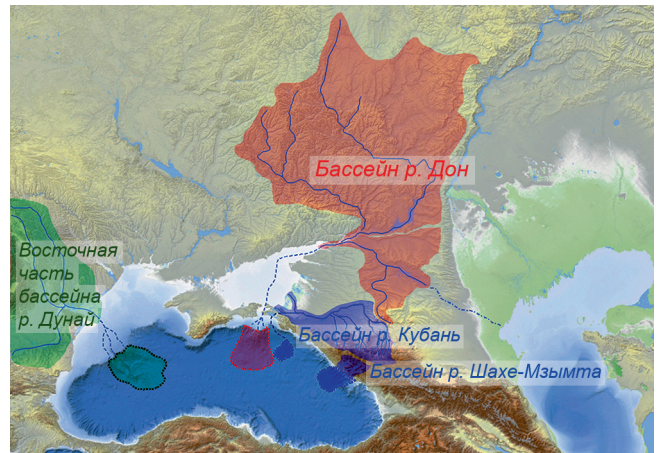 Бассейн р. Дон
Восточная
часть
бассейна
р. Дунай
Бассейн р. Кубань
Бассейн р. Шахе-Мзымта